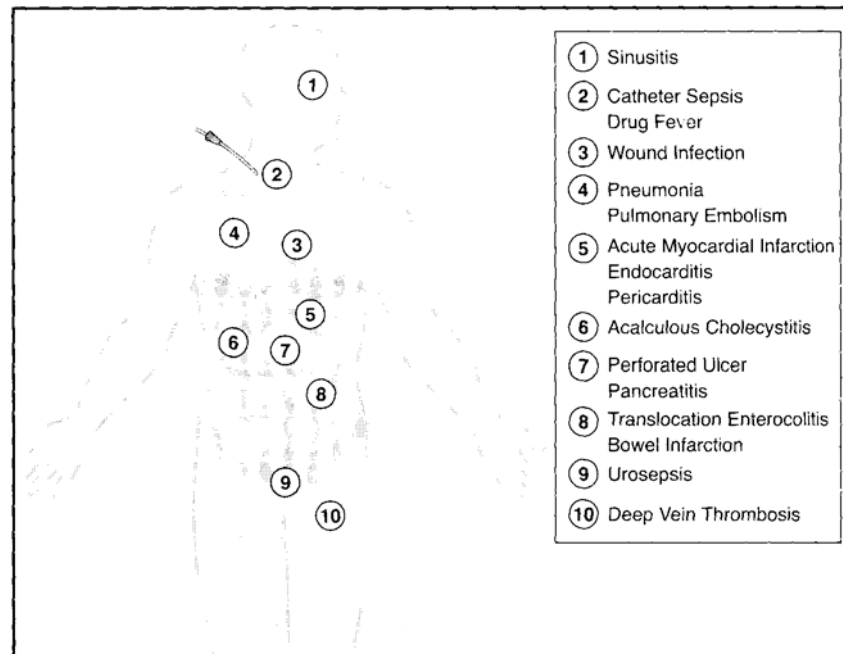 1
2
4
3
5
6
7
8
9
10
1 Sinusitis
2 Catheter Sepsis
Drug Fever
3 Wound Infection
4 Pneumonia
Pulmonary Embolism
5 Acute Myocardial Infarction
Endocarditis
Pericarditis
6 Acalculous Cholecystitis
7 Perforated Ulcer
Pancreatitis
8 Translocation Enterocolitis
Bowel Infarction
9 Urosepsis
10 Deep Vein Thrombosis